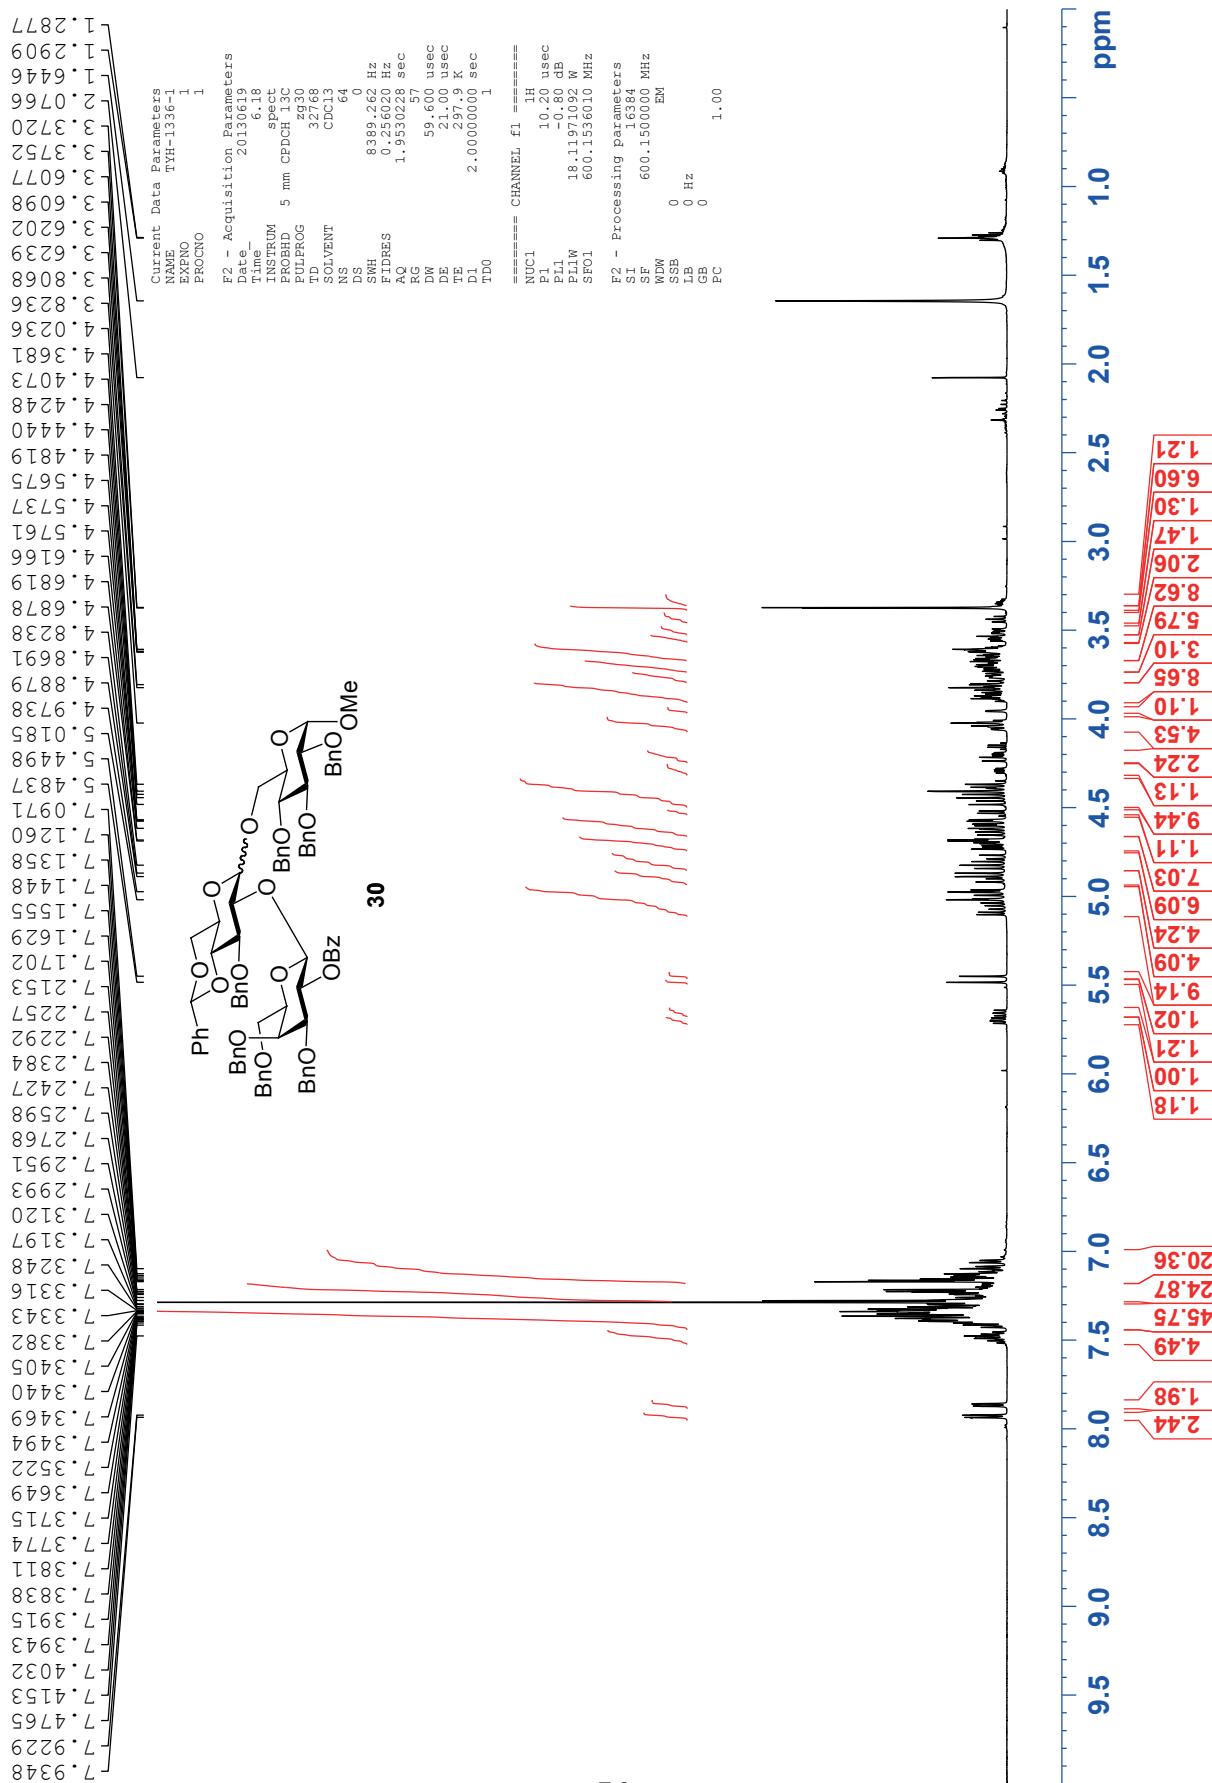 7.9348
7.9229
7.4765
7.4153
7.4032
7.3943
7.3915
7.3838
7.3811
7.3774
7.3715
7.3649
7.3522
7.3494
7.3469
7.3440
7.3405
7.3382
7.3343
7.3316
7.3248
7.3197
7.3120
7.2993
7.2951
7.2768
7.2598
7.2427
7.2384
7.2292
7.2257
7.2153
7.1702
7.1629
7.1555
7.1448
7.1358
7.1260
7.0971
5.4837
5.4498
5.0185
4.9738
4.8879
4.8691
4.8238
4.6878
4.6819
4.6166
4.5761
4.5737
4.5675
4.4819
4.4440
4.4248
4.4073
4.3681
4.0236
3.8236
3.8068
3.6239
3.6202
3.6098
3.6077
3.3752
3.3720
2.0766
1.6446
1.2909
1.2877
Current Data Parameters
NAME TYH-1336-1
EXPNO 1
PROCNO 1
F2 - Acquisition Parameters
Date_ 20130619
Time 6.18
INSTRUM spect
PROBHD 5 mm CPDCH 13C
PULPROG zg30
TD 32768
SOLVENT CDCl3
NS 64
DS 0
SWH 8389.262 Hz
FIDRES 0.256020 Hz
AQ 1.9530228 sec
RG 57
DW 59.600 usec
DE 21.00 usec
TE 297.9 K
D1 2.00000000 sec
TD0 1
======== CHANNEL f1 ========
NUC1 1H
P1 10.20 usec
PL1 -0.80 dB
PL1W 18.11971092 W
SFO1 600.1536010 MHz
F2 - Processing parameters
SI 16384
SF 600.1500000 MHz
WDW EM
SSB 0
LB 0 Hz
GB 0
PC 1.00
Ph
O
O
BnO
O
O
O
BnO
BnO
BnO
O
OBz
O
BnO
BnO
BnO
OMe
30
9.5 9.0 8.5 8.0 7.5 7.0 6.5 6.0 5.5 5.0 4.5 4.0 3.5 3.0 2.5 2.0 1.5 1.0 ppm
2.44
1.98
4.49
45.75
24.87
20.36
1.18
1.00
1.21
1.02
9.14
4.09
4.24
6.09
7.03
1.11
9.44
1.13
2.24
4.53
1.10
8.65
3.10
5.79
8.62
2.06
1.47
1.30
6.60
1.21